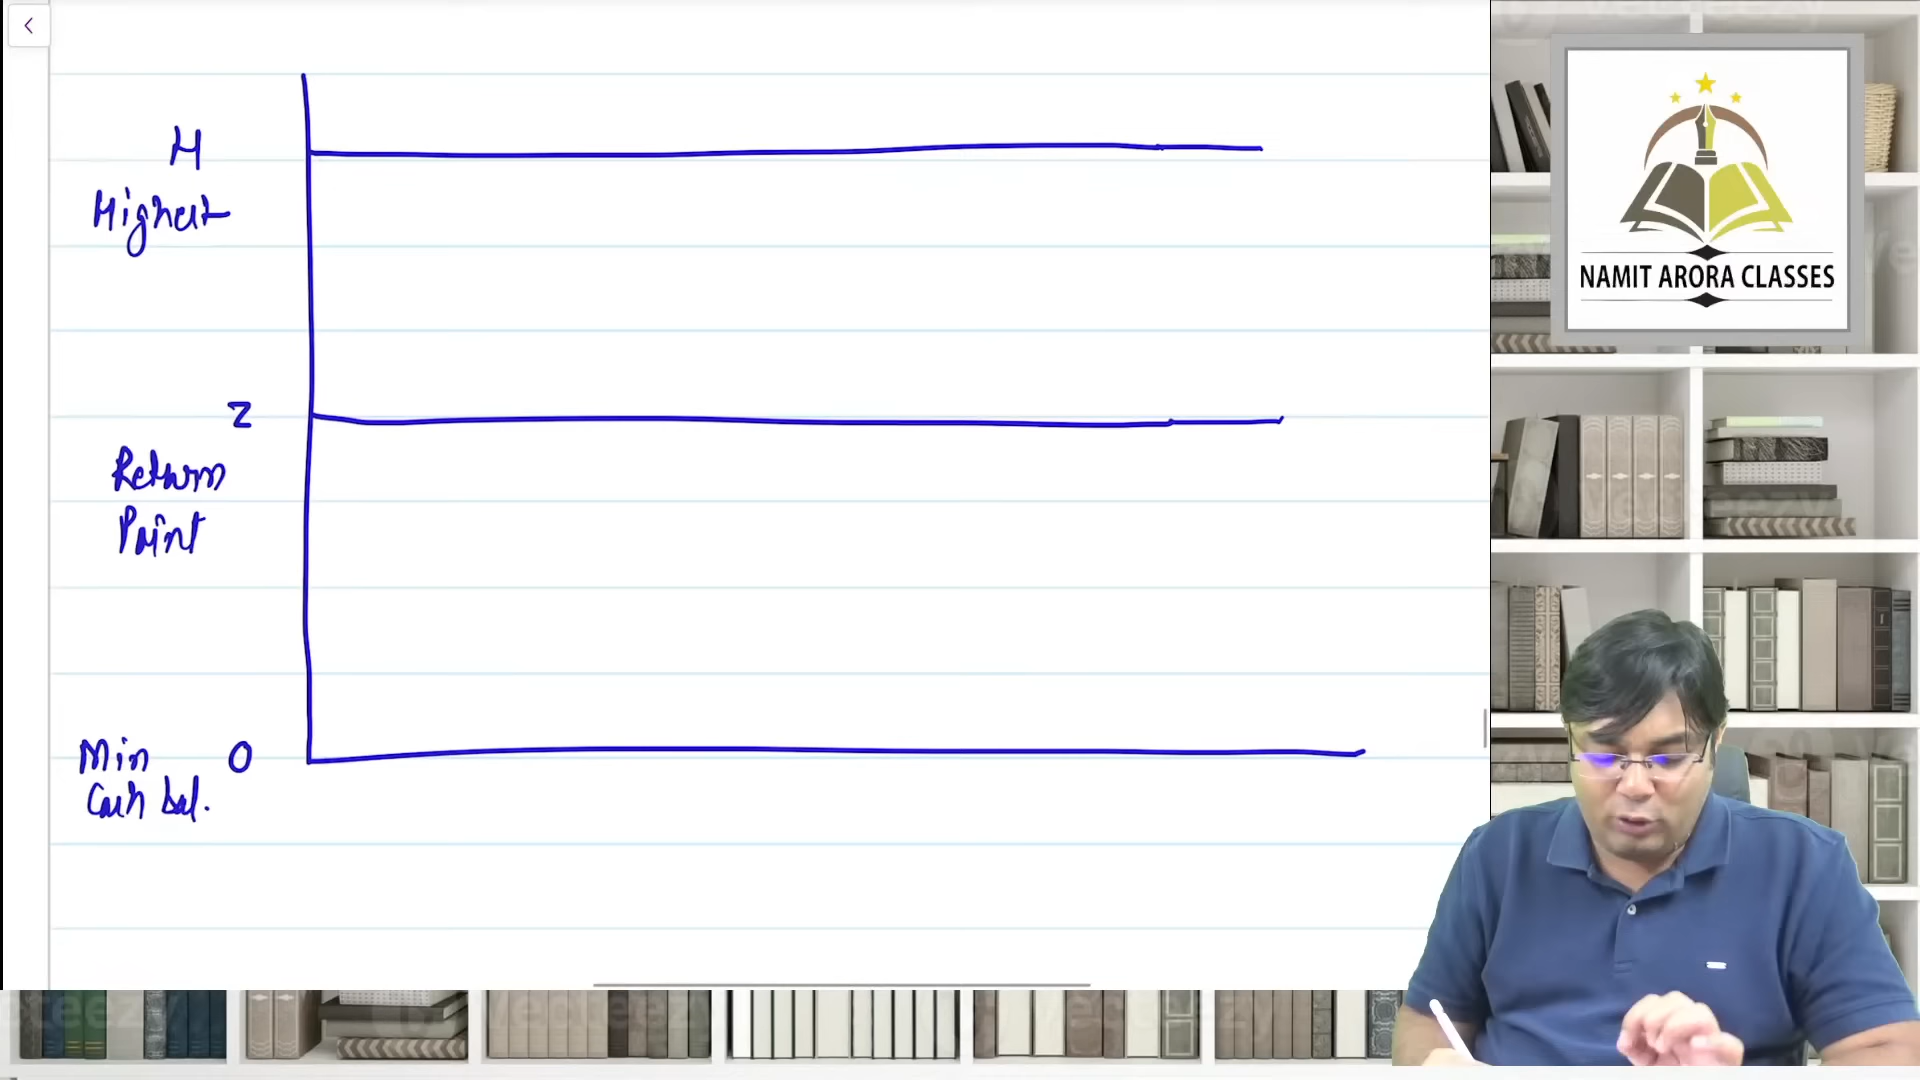 H
Highest
Z
Return
Point
Min 0
Cash bal.
NAMIT ARORA CLASSES